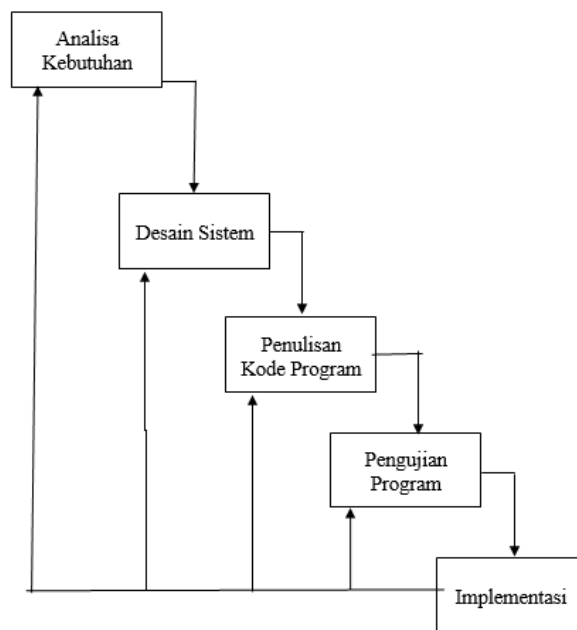 Analisa
Kebutuhan
Desain Sistem
Penulisan
Kode Program
Pengujian
Program
Implementasi